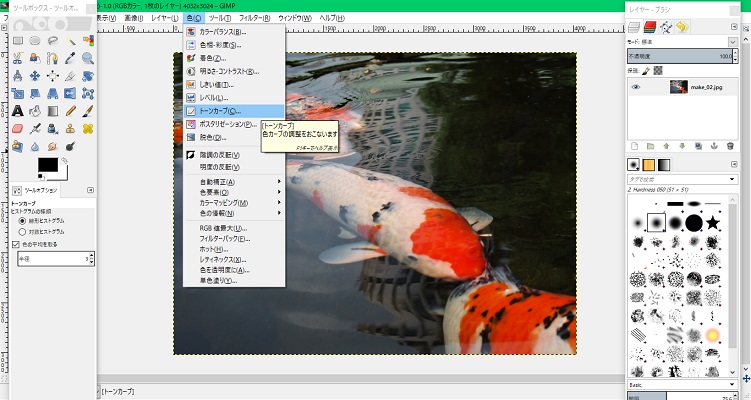 ツールボックス - ツールオ...
)-1.0 (RGBカラー, 1枚のレイヤー) 4032x3024 – GIMP
レイヤー - ブラシ
表示(V) 画像(I) レイヤー(L) 色(C) ツール(T) フィルター(R) ウィンドウ(W) ヘルプ(H)
カラーバランス(B)...
色相-彩度(S)...
着色(Z)...
明るさ-コントラスト(R)...
しきい値(T)...
レベル(L)...
トーンカーブ(C)...
ポスタリゼーション(P)...
脱色(D)...
階調の反転(V)
明度の反転(V)
自動補正(A)
色要素(O)
カラーマッピング(M)
色の情報(N)
RGB 値最大(U)...
フィルターパック(F)...
ホット(H)...
レティネックス(X)...
色を透明度に(A)...
単色塗り(Y)...
[トーンカーブ]
色カーブの調整をおこないます
F1キーでヘルプ表示
ツールオプション
トーンカーブ
ヒストグラムの種類
線形ヒストグラム
対数ヒストグラム
色の平均を取る
半径 3
モード: 標準
不透明度 100.0
保護:
make_02.jpg
タグで検索
2. Hardness 050 (51 × 51)
Basic,
間隔
[トーンカーブ]
0
500
1000
1500
2000
2500
3000
3500
4000